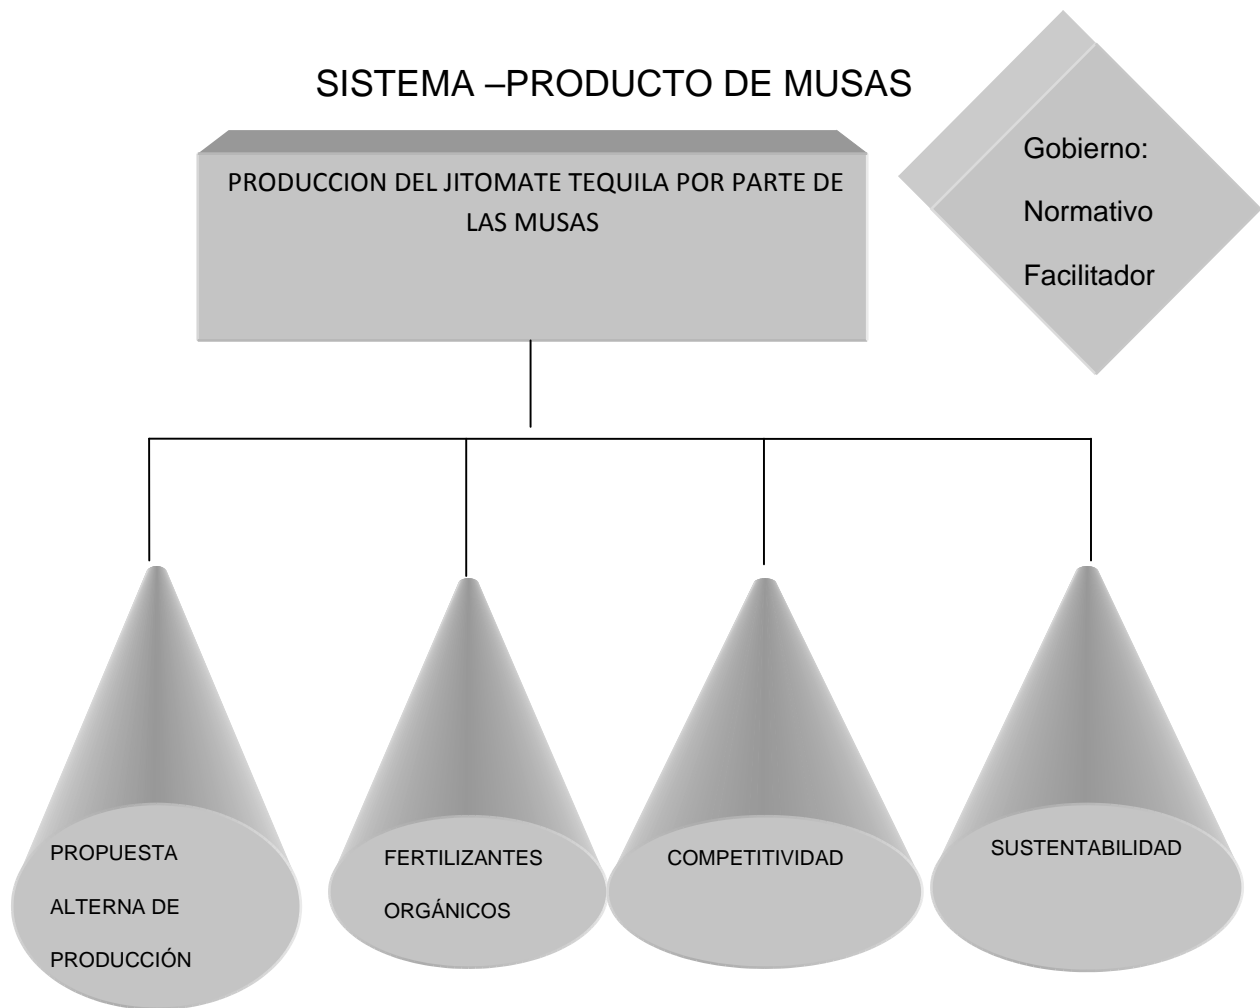 SISTEMA –PRODUCTO DE MUSAS
PRODUCCION DEL JITOMATE TEQUILA POR PARTE DE
LAS MUSAS
Gobierno:
Normativo
Facilitador
PROPUESTA
ALTERNA DE
PRODUCCIÓN
FERTILIZANTES
ORGÁNICOS
COMPETITIVIDAD
SUSTENTABILIDAD